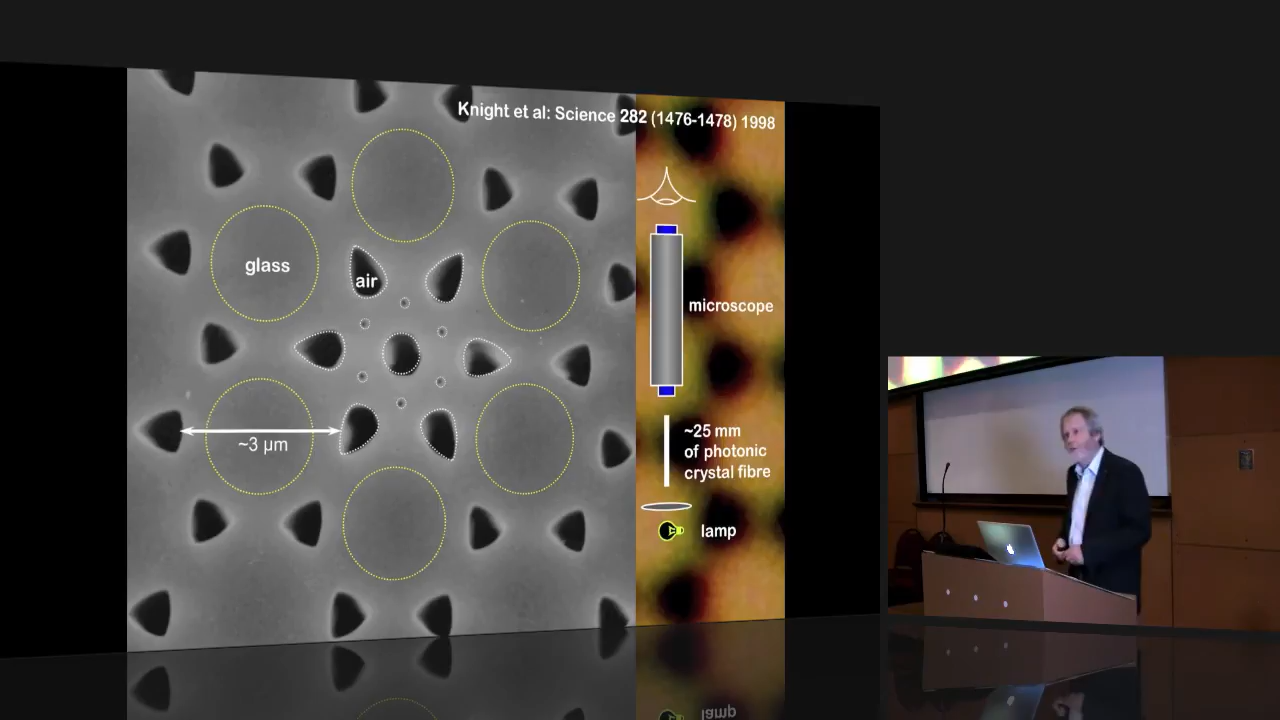 Knight et al: Science 282 (1476-1478) 1998
glass
air
microscope
~3 µm
~25 mm
of photonic
crystal fibre
lamp
lamp